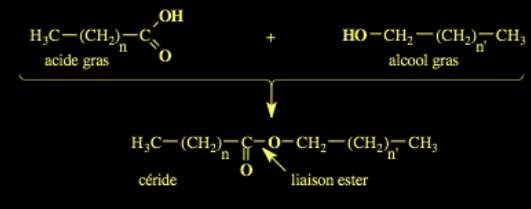 H₃C—(CH₂)ₙ—C OH O + HO—CH₂—(CH₂)ₙ'—CH₃
acide gras alcool gras
H₃C—(CH₂)ₙ—C—O—CH₂—(CH₂)ₙ'—CH₃
O
céride liaison ester